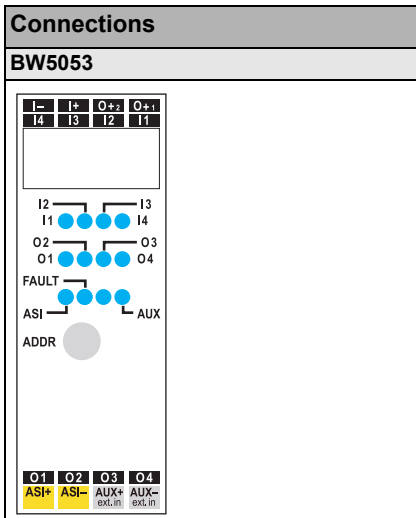 Connections
BW5053
I– I+ O+₂ O+₁
I4 I3 I2 I1
I2 I3
I1 I4
O2 O3
O1 O4
FAULT
ASI AUX
ADDR
O1 O2 O3 O4
ASI+ ASI– AUX+ AUX–
ext.in ext.in